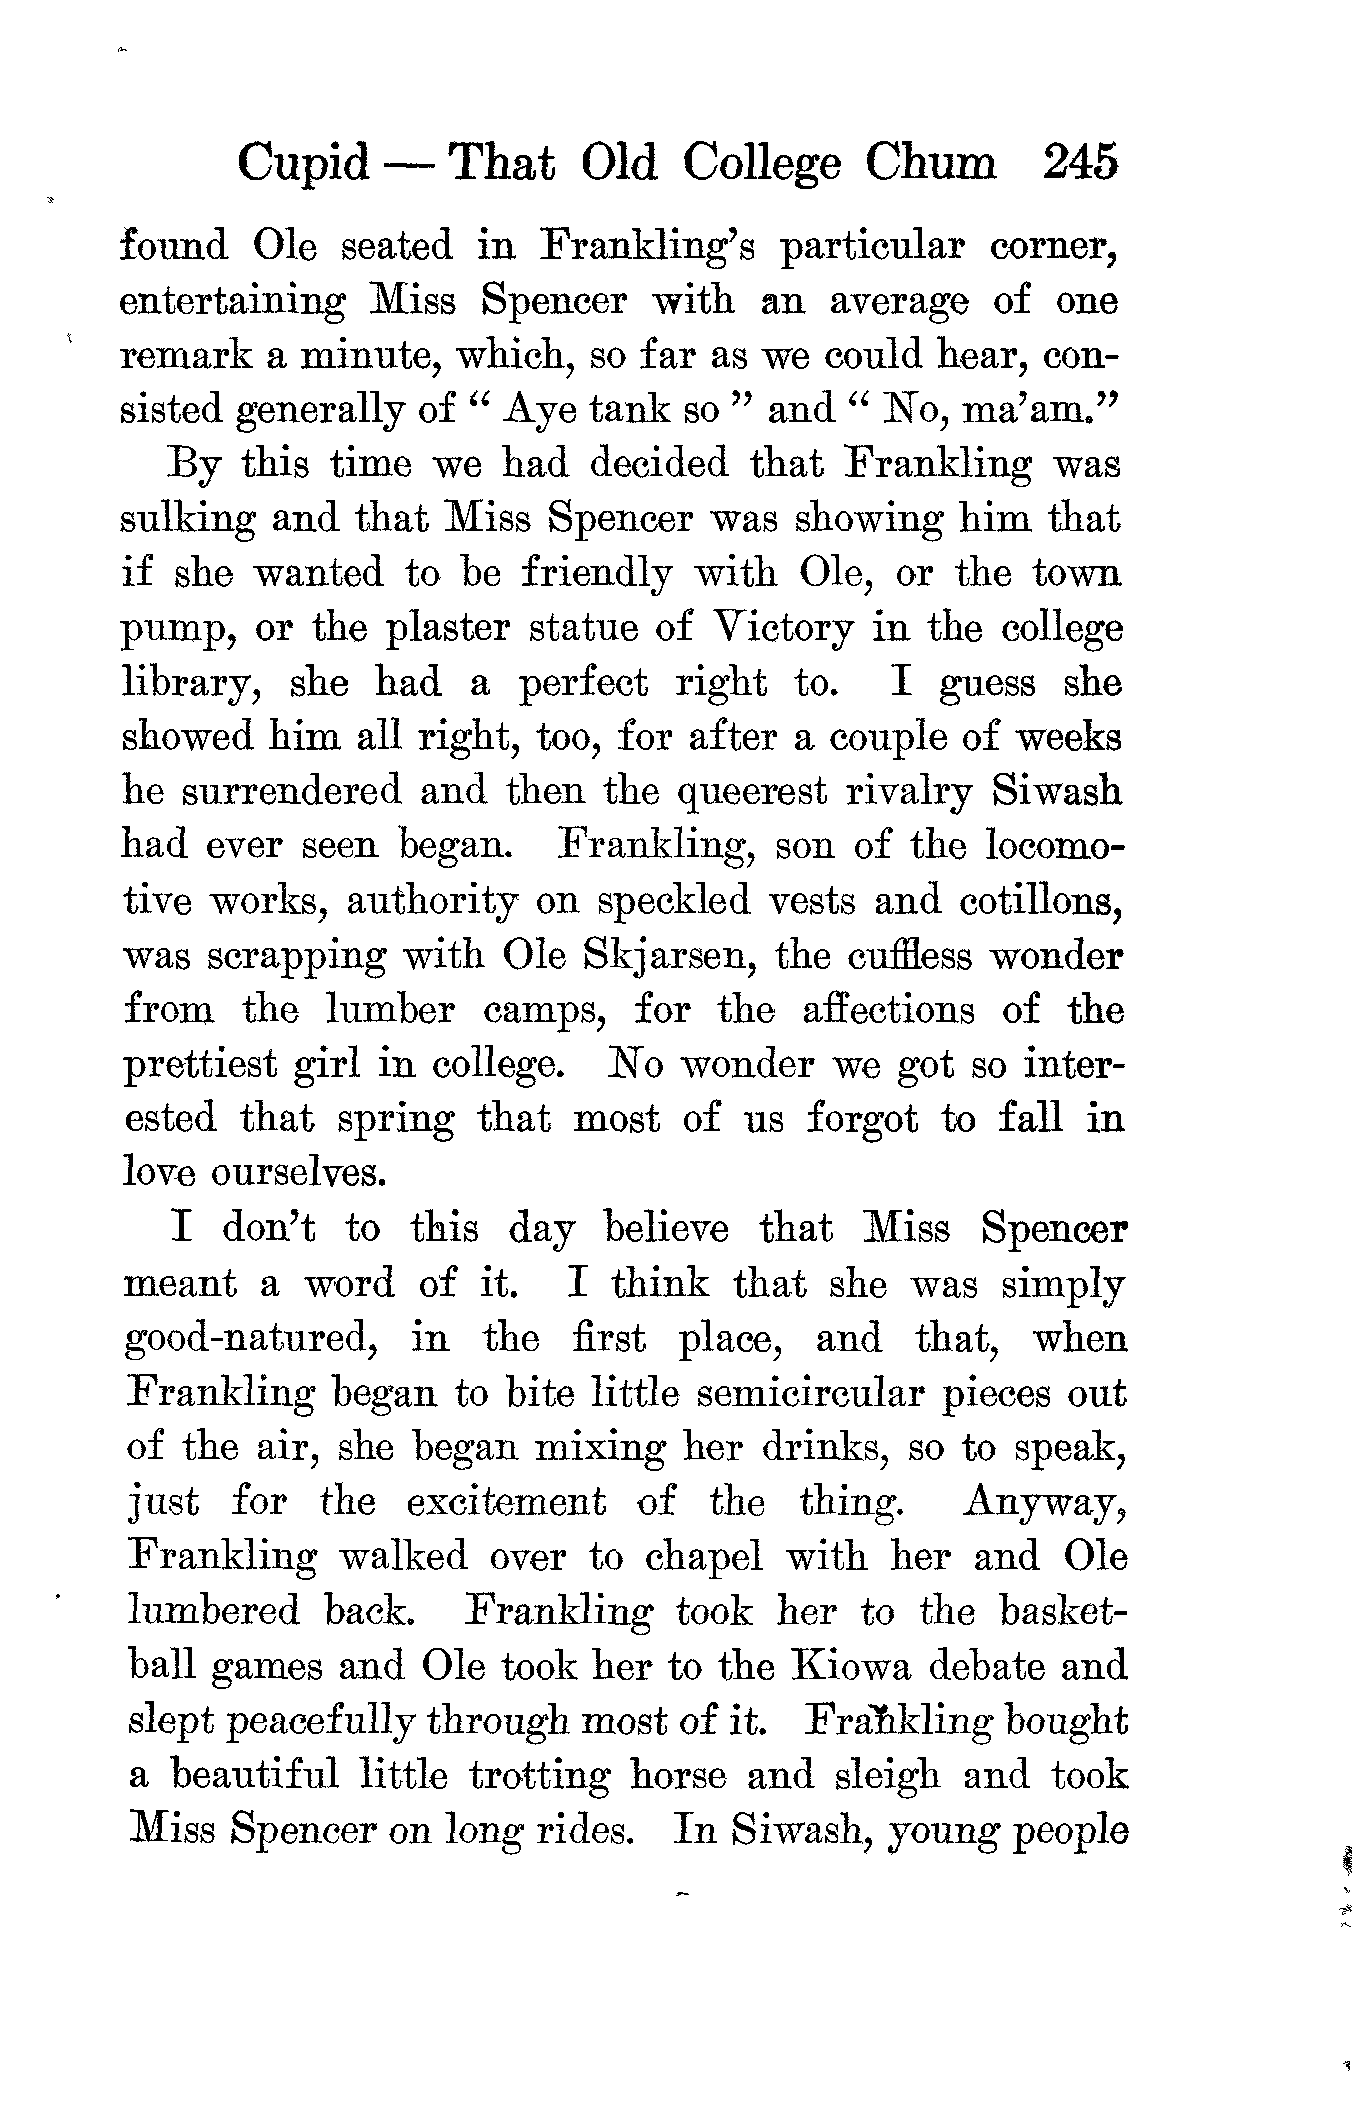 Cupid — That Old College Chum 245
found Ole seated in Frankling's particular corner,
entertaining Miss Spencer with an average of one
remark a minute, which, so far as we could hear, con-
sisted generally of “ Aye tank so ” and “ No, ma'am.”
By this time we had decided that Frankling was
sulking and that Miss Spencer was showing him that
if she wanted to be friendly with Ole, or the town
pump, or the plaster statue of Victory in the college
library, she had a perfect right to. I guess she
showed him all right, too, for after a couple of weeks
he surrendered and then the queerest rivalry Siwash
had ever seen began. Frankling, son of the locomo-
tive works, authority on speckled vests and cotillons,
was scrapping with Ole Skjarsen, the cuffless wonder
from the lumber camps, for the affections of the
prettiest girl in college. No wonder we got so inter-
ested that spring that most of us forgot to fall in
love ourselves.
I don't to this day believe that Miss Spencer
meant a word of it. I think that she was simply
good-natured, in the first place, and that, when
Frankling began to bite little semicircular pieces out
of the air, she began mixing her drinks, so to speak,
just for the excitement of the thing. Anyway,
Frankling walked over to chapel with her and Ole
lumbered back. Frankling took her to the basket-
ball games and Ole took her to the Kiowa debate and
slept peacefully through most of it. Frankling bought
a beautiful little trotting horse and sleigh and took
Miss Spencer on long rides. In Siwash, young people